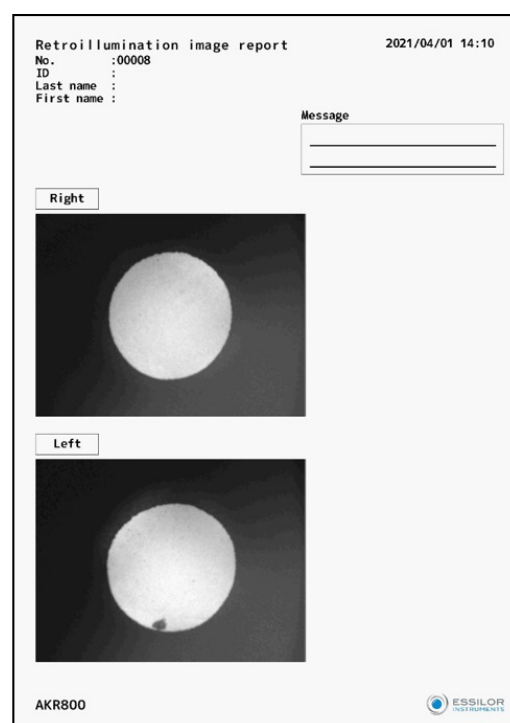 Retroillumination image report
2021/04/01 14:10
No. :00008
ID :
Last name :
First name :
Message
Right
Left
AKR800
ESSILOR
INSTRUMENTS